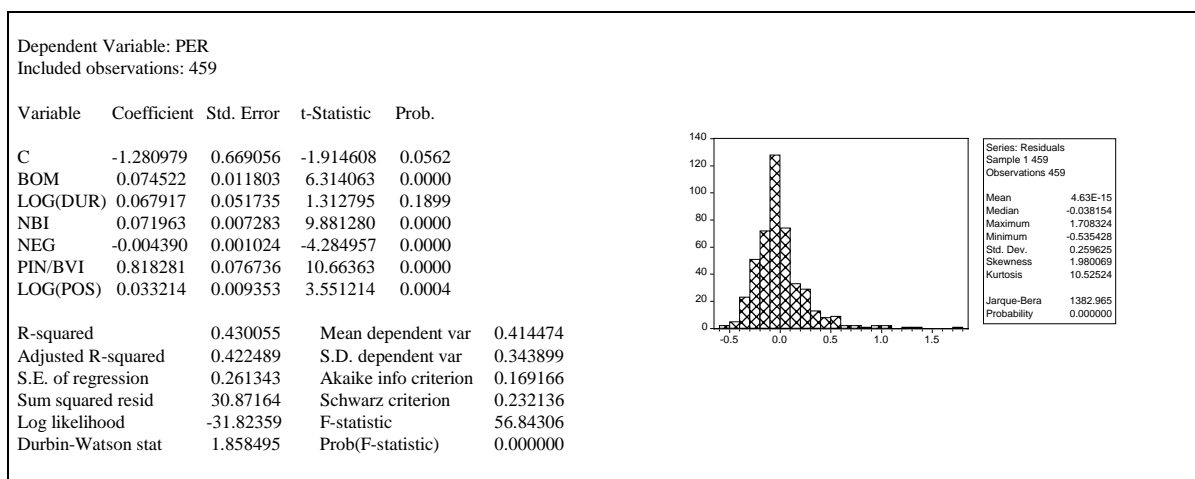 Dependent Variable: PER
Included observations: 459
Variable Coefficient Std. Error t-Statistic Prob.
C -1.280979 0.669056 -1.914608 0.0562
BOM 0.074522 0.011803 6.314063 0.0000
LOG(DUR) 0.067917 0.051735 1.312795 0.1899
NBI 0.071963 0.007283 9.881280 0.0000
NEG -0.004390 0.001024 -4.284957 0.0000
PIN/BVI 0.818281 0.076736 10.66363 0.0000
LOG(POS) 0.033214 0.009353 3.551214 0.0004
R-squared 0.430055 Mean dependent var 0.414474
Adjusted R-squared 0.422489 S.D. dependent var 0.343899
S.E. of regression 0.261343 Akaike info criterion 0.169166
Sum squared resid 30.87164 Schwarz criterion 0.232136
Log likelihood -31.82359 F-statistic 56.84306
Durbin-Watson stat 1.858495 Prob(F-statistic) 0.000000
140
120
100
80
60
40
20
0
-0.5 0.0 0.5 1.0 1.5
Series: Residuals
Sample 1 459
Observations 459
Mean 4.63E-15
Median -0.038154
Maximum 1.708324
Minimum -0.535428
Std. Dev. 0.259625
Skewness 1.980069
Kurtosis 10.52524
Jarque-Bera 1382.965
Probability 0.000000